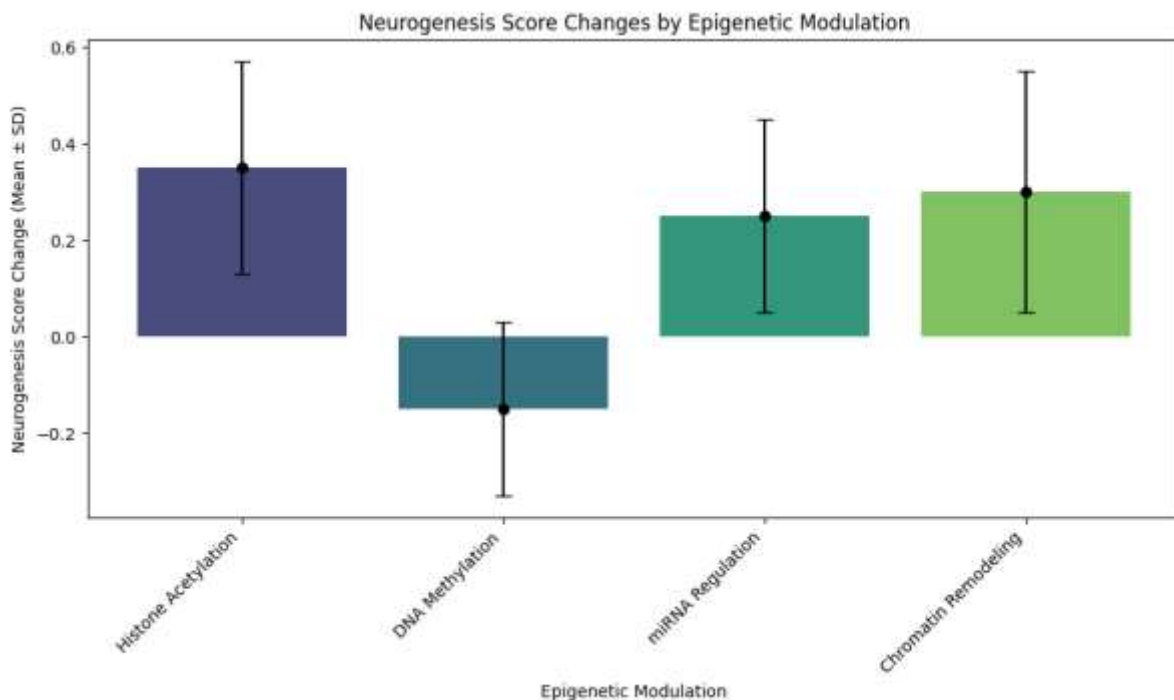 Neurogenesis Score Changes by Epigenetic Modulation
Neurogenesis Score Change (Mean ± SD)
0.6
0.4
0.2
0.0
−0.2
Histone Acetylation
DNA Methylation
miRNA Regulation
Chromatin Remodeling
Epigenetic Modulation